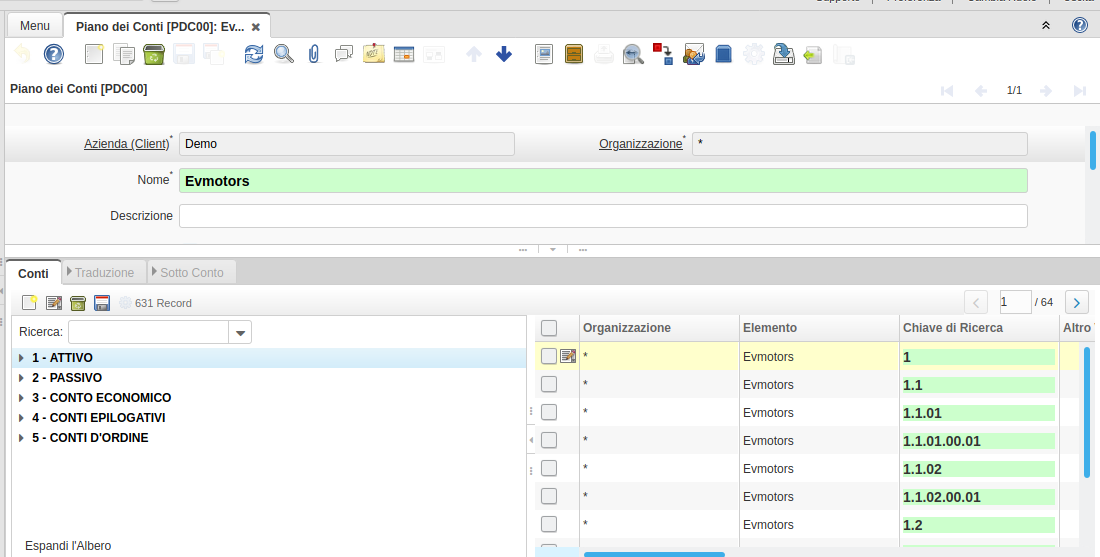 Supporto | Preferenza | Cambia Ruolo |
Menu
Piano dei Conti [PDC00]: Ev... ×
Piano dei Conti [PDC00]
1/1
Azienda (Client)* Demo
Organizzazione* *
Nome* Evmotors
Descrizione
Conti
Traduzione
Sotto Conto
631 Record
1 / 64
Ricerca:
1 - ATTIVO
2 - PASSIVO
3 - CONTO ECONOMICO
4 - CONTI EPILOGATIVI
5 - CONTI D'ORDINE
Espandi l'Albero
Organizzazione Elemento Chiave di Ricerca Altro
* Evmotors 1
* Evmotors 1.1
* Evmotors 1.1.01
* Evmotors 1.1.01.00.01
* Evmotors 1.1.02
* Evmotors 1.1.02.00.01
* Evmotors 1.2